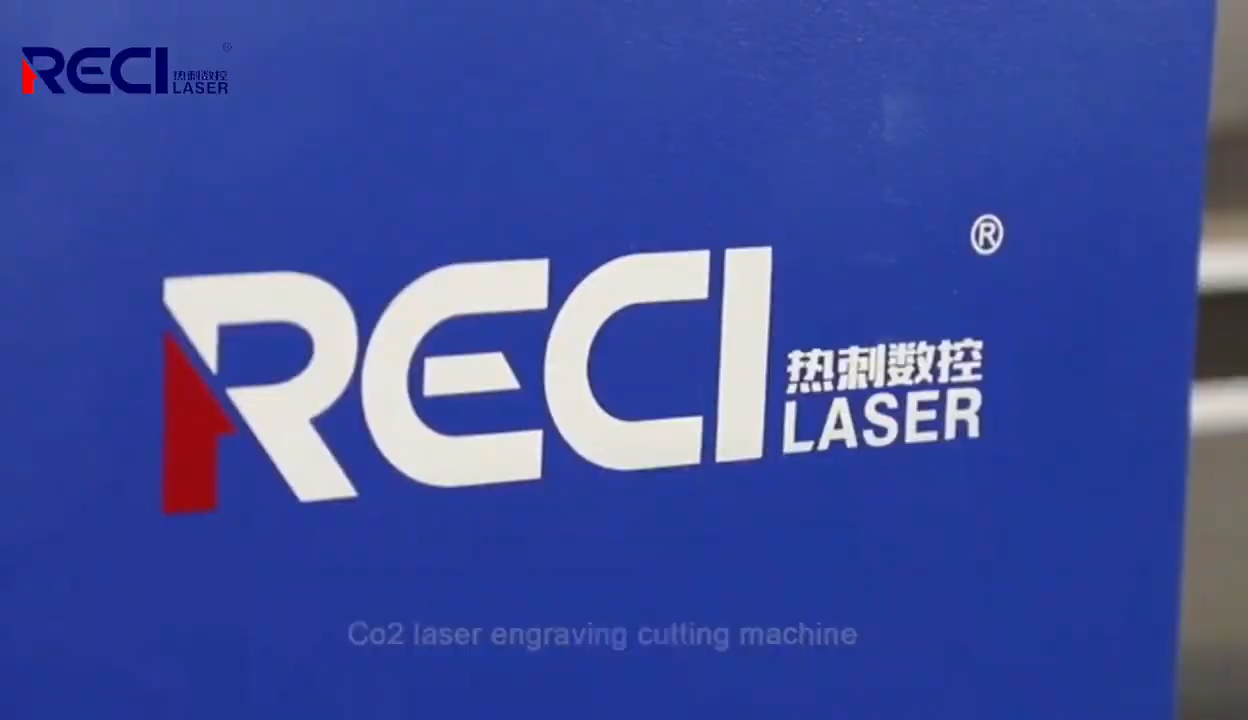 RECI 热刺数控 LASER ®
®
RECI
热刺数控
LASER
Co2 laser engraving cutting machine